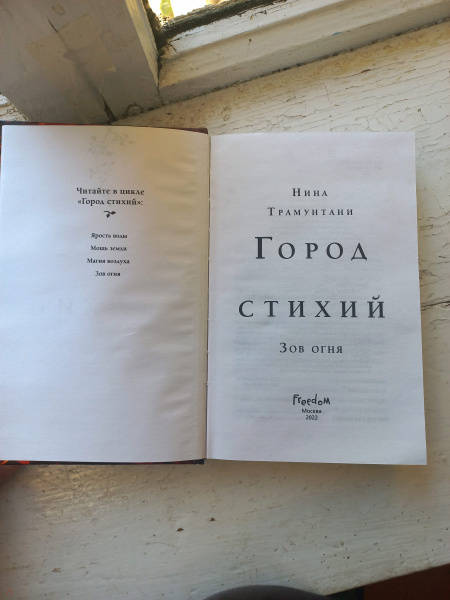 Читайте в цикле
«Город стихий»:
Ярость воды
Мощь земли
Магия воздуха
Зов огня
Нина
Трамунтани
Город
стихий
Зов огня
Freedom
Москва
2022